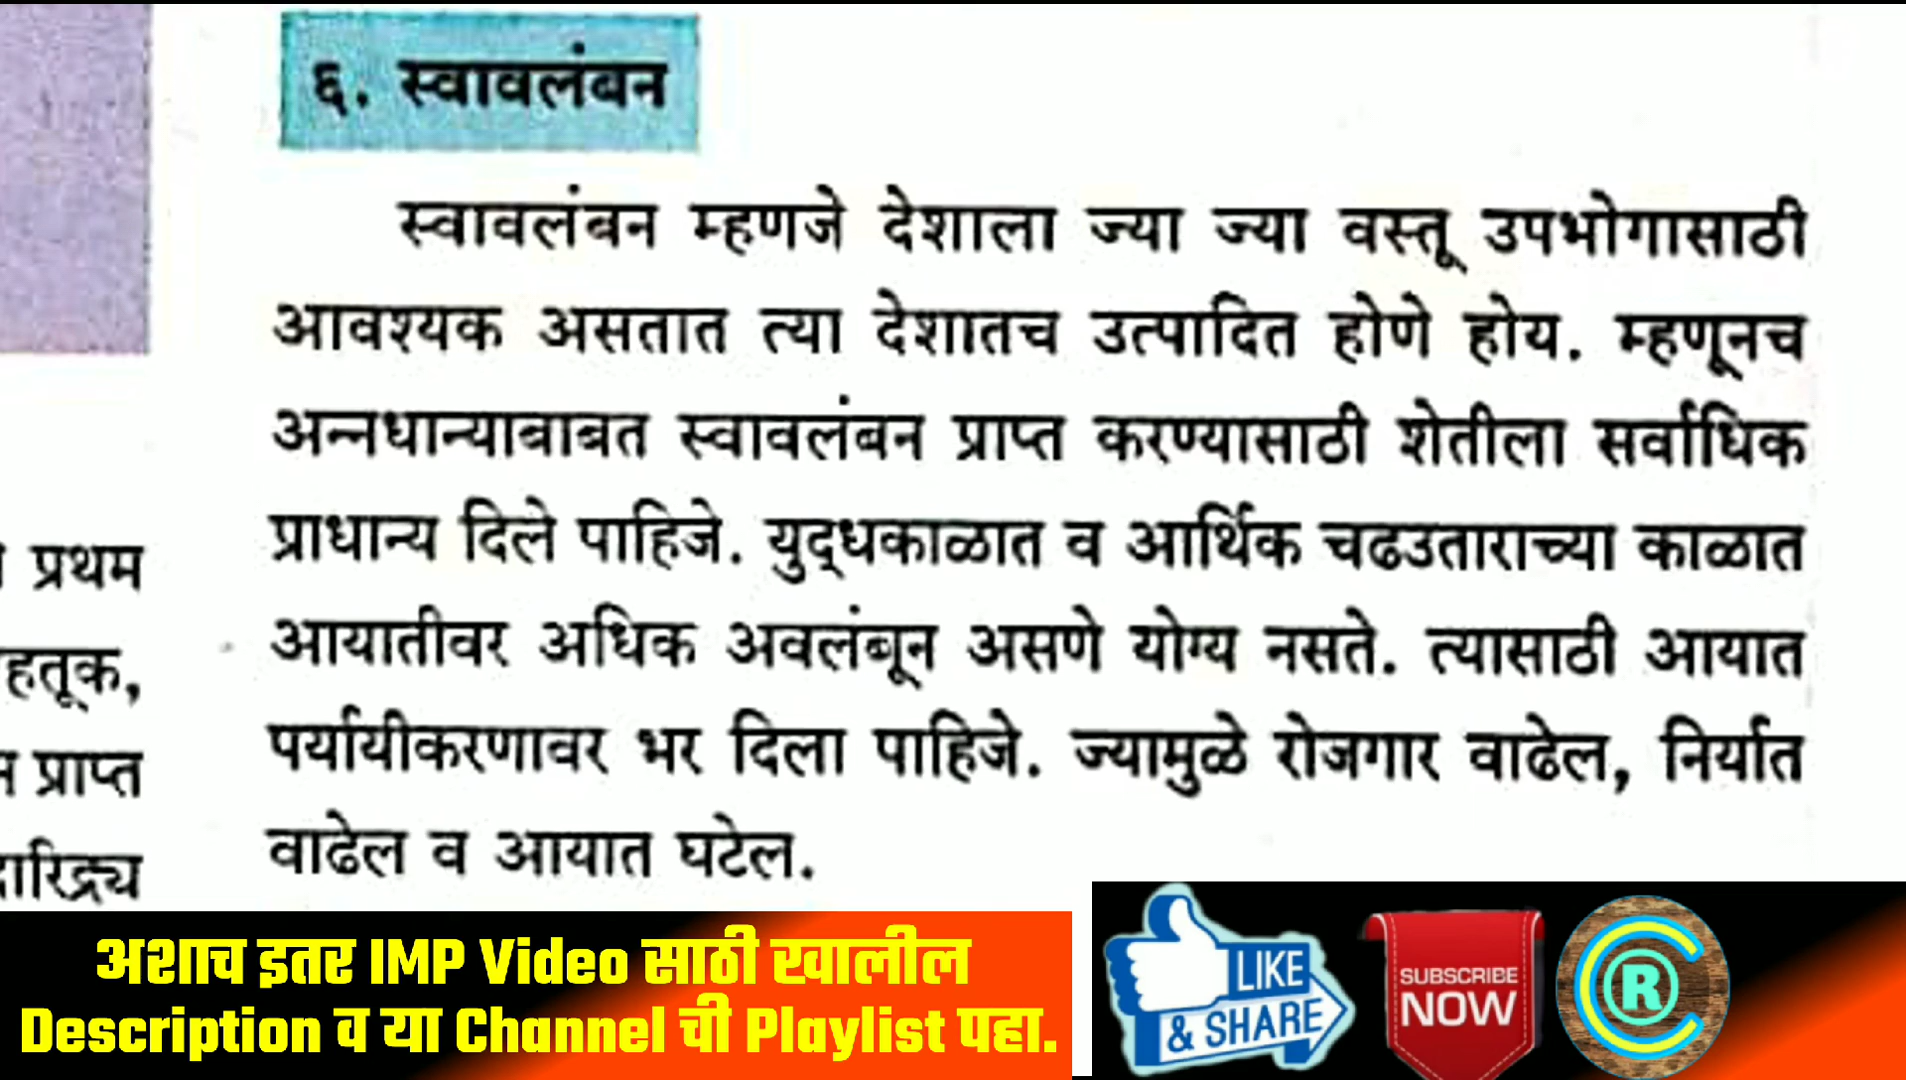 ६. स्वावलंबन
स्वावलंबन म्हणजे देशाला ज्या ज्या वस्तू उपभोगासाठी
आवश्यक असतात त्या देशातच उत्पादित होणे होय. म्हणूनच
अन्नधान्याबाबत स्वावलंबन प्राप्त करण्यासाठी शेतीला सर्वाधिक
प्राधान्य दिले पाहिजे. युद्धकाळात व आर्थिक चढउताराच्या काळात
आयातीवर अधिक अवलंबून असणे योग्य नसते. त्यासाठी आयात
पर्यायीकरणावर भर दिला पाहिजे. ज्यामुळे रोजगार वाढेल, निर्यात
वाढेल व आयात घटेल.
प्रथम
हतूक,
प्राप्त
दारिद्र्य
अशाच इतर IMP Video साठी खालील
Description व या Channel ची Playlist पहा.
LIKE
& SHARE
SUBSCRIBE
NOW
R